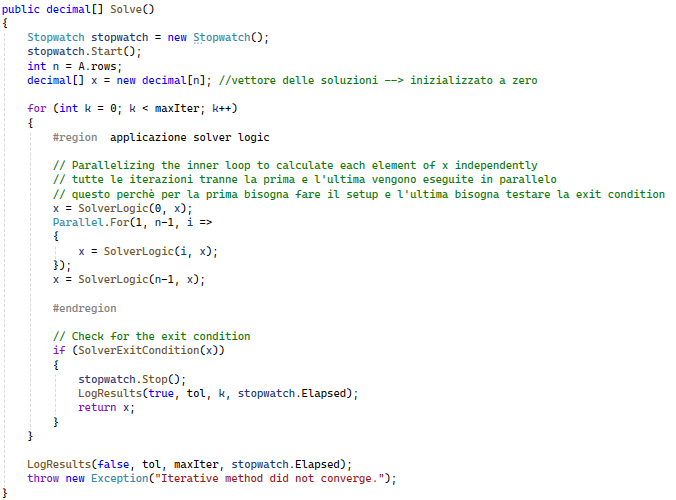 public decimal[] Solve()
{
    Stopwatch stopwatch = new Stopwatch();
    stopwatch.Start();
    int n = A.rows;
    decimal[] x = new decimal[n]; //vettore delle soluzioni --> inizializzato a zero

    for (int k = 0; k < maxIter; k++)
    {
        #region  applicazione solver logic

        // Parallelizing the inner loop to calculate each element of x independently
        // tutte le iterazioni tranne la prima e l'ultima vengono eseguite in parallelo
        // questo perchè per la prima bisogna fare il setup e l'ultima bisogna testare la exit condition
        x = SolverLogic(0, x);
        Parallel.For(1, n-1, i =>
        {
            x = SolverLogic(i, x);
        });
        x = SolverLogic(n-1, x);

        #endregion

        // Check for the exit condition
        if (SolverExitCondition(x))
        {
            stopwatch.Stop();
            LogResults(true, tol, k, stopwatch.Elapsed);
            return x;
        }
    }

    LogResults(false, tol, maxIter, stopwatch.Elapsed);
    throw new Exception("Iterative method did not converge.");
}